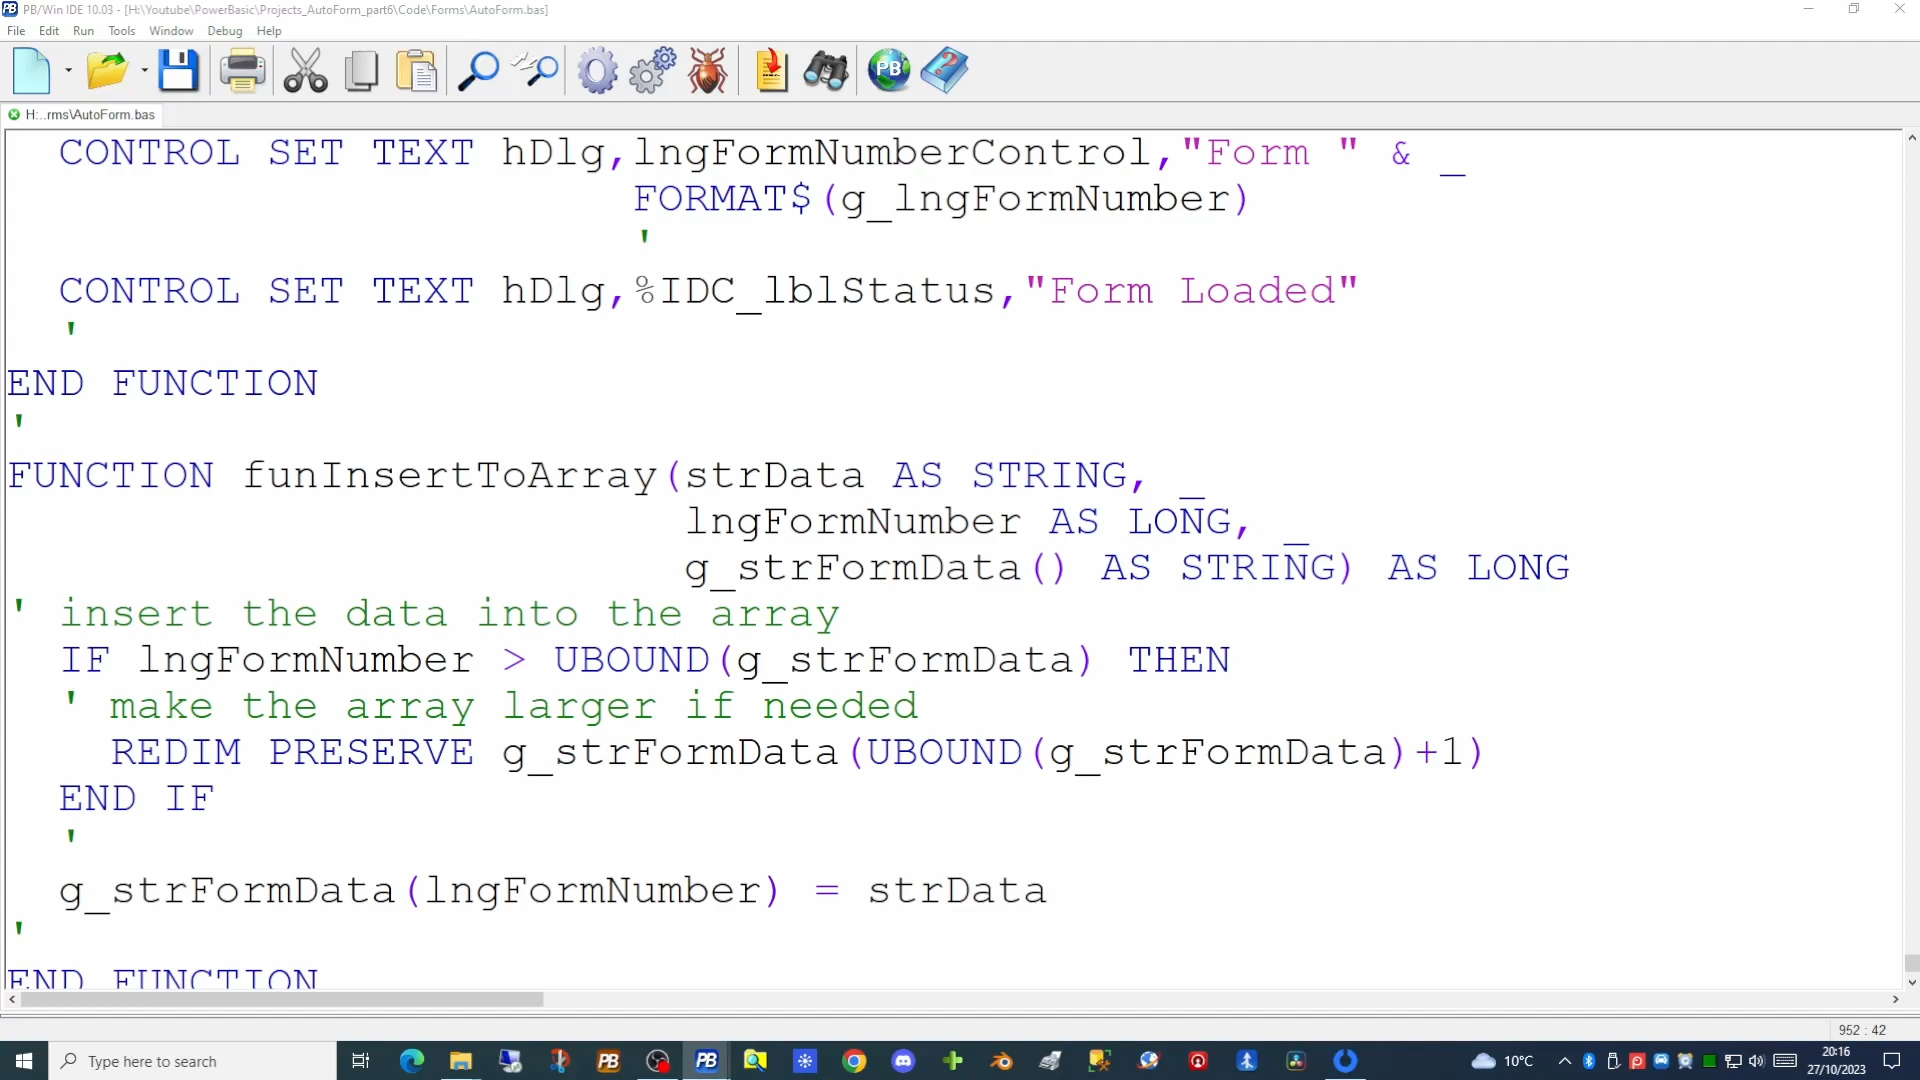 PB/Win IDE 10.03 - [H:\Youtube\PowerBasic\Projects_AutoForm_part6\Code\Forms\AutoForm.bas]
File Edit Run Tools Window Debug Help
PB
H:..rms\AutoForm.bas
CONTROL SET TEXT hDlg,lngFormNumberControl,"Form " & _
FORMAT$(g_lngFormNumber)
'
CONTROL SET TEXT hDlg,%IDC_lblStatus,"Form Loaded"
'
END FUNCTION
'
FUNCTION funInsertToArray(strData AS STRING, _
lngFormNumber AS LONG, _
g_strFormData() AS STRING) AS LONG
' insert the data into the array
IF lngFormNumber > UBOUND(g_strFormData) THEN
' make the array larger if needed
REDIM PRESERVE g_strFormData(UBOUND(g_strFormData)+1)
END IF
'
g_strFormData(lngFormNumber) = strData
'
END FUNCTION
952 : 42
Type here to search
PB
PB
10°C
20:16
27/10/2023